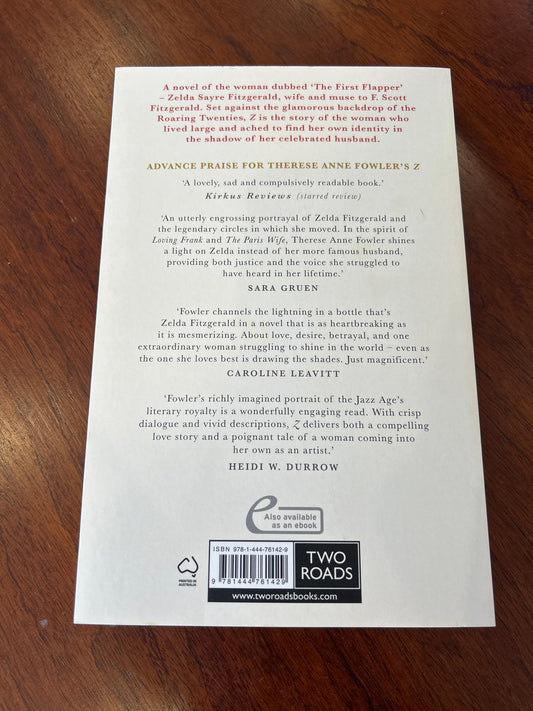 A novel of the woman dubbed ‘The First Flapper’
– Zelda Sayre Fitzgerald, wife and muse to F. Scott
Fitzgerald. Set against the glamorous backdrop of the
Roaring Twenties, Z is the story of the woman who
lived large and ached to find her own identity in
the shadow of her celebrated husband.
ADVANCE PRAISE FOR THERESE ANNE FOWLER’S Z
‘A lovely, sad and compulsively readable book.’
Kirkus Reviews (starred review)
‘An utterly engrossing portrayal of Zelda Fitzgerald and
the legendary circles in which she moved. In the spirit of
Loving Frank and The Paris Wife, Therese Anne Fowler shines
a light on Zelda instead of her more famous husband,
providing both justice and the voice she struggled to
have heard in her lifetime.’
SARA GRUEN
‘Fowler channels the lightning in a bottle that’s
Zelda Fitzgerald in a novel that is as heartbreaking as
it is mesmerizing. About love, desire, betrayal, and one
extraordinary woman struggling to shine in the world – even as
the one she loves best is drawing the shades. Just magnificent.’
CAROLINE LEAVITT
‘Fowler’s richly imagined portrait of the Jazz Age’s
literary royalty is a wonderfully engaging read. With crisp
dialogue and vivid descriptions, Z delivers both a compelling
love story and a poignant tale of a woman coming into
her own as an artist.’
HEIDI W. DURROW
e
Also available
as an ebook
ISBN 978-1-444-76142-9
9 781444 761429
TWO
ROADS
www.tworoadsbooks.com
PRINTED IN
AUSTRALIA